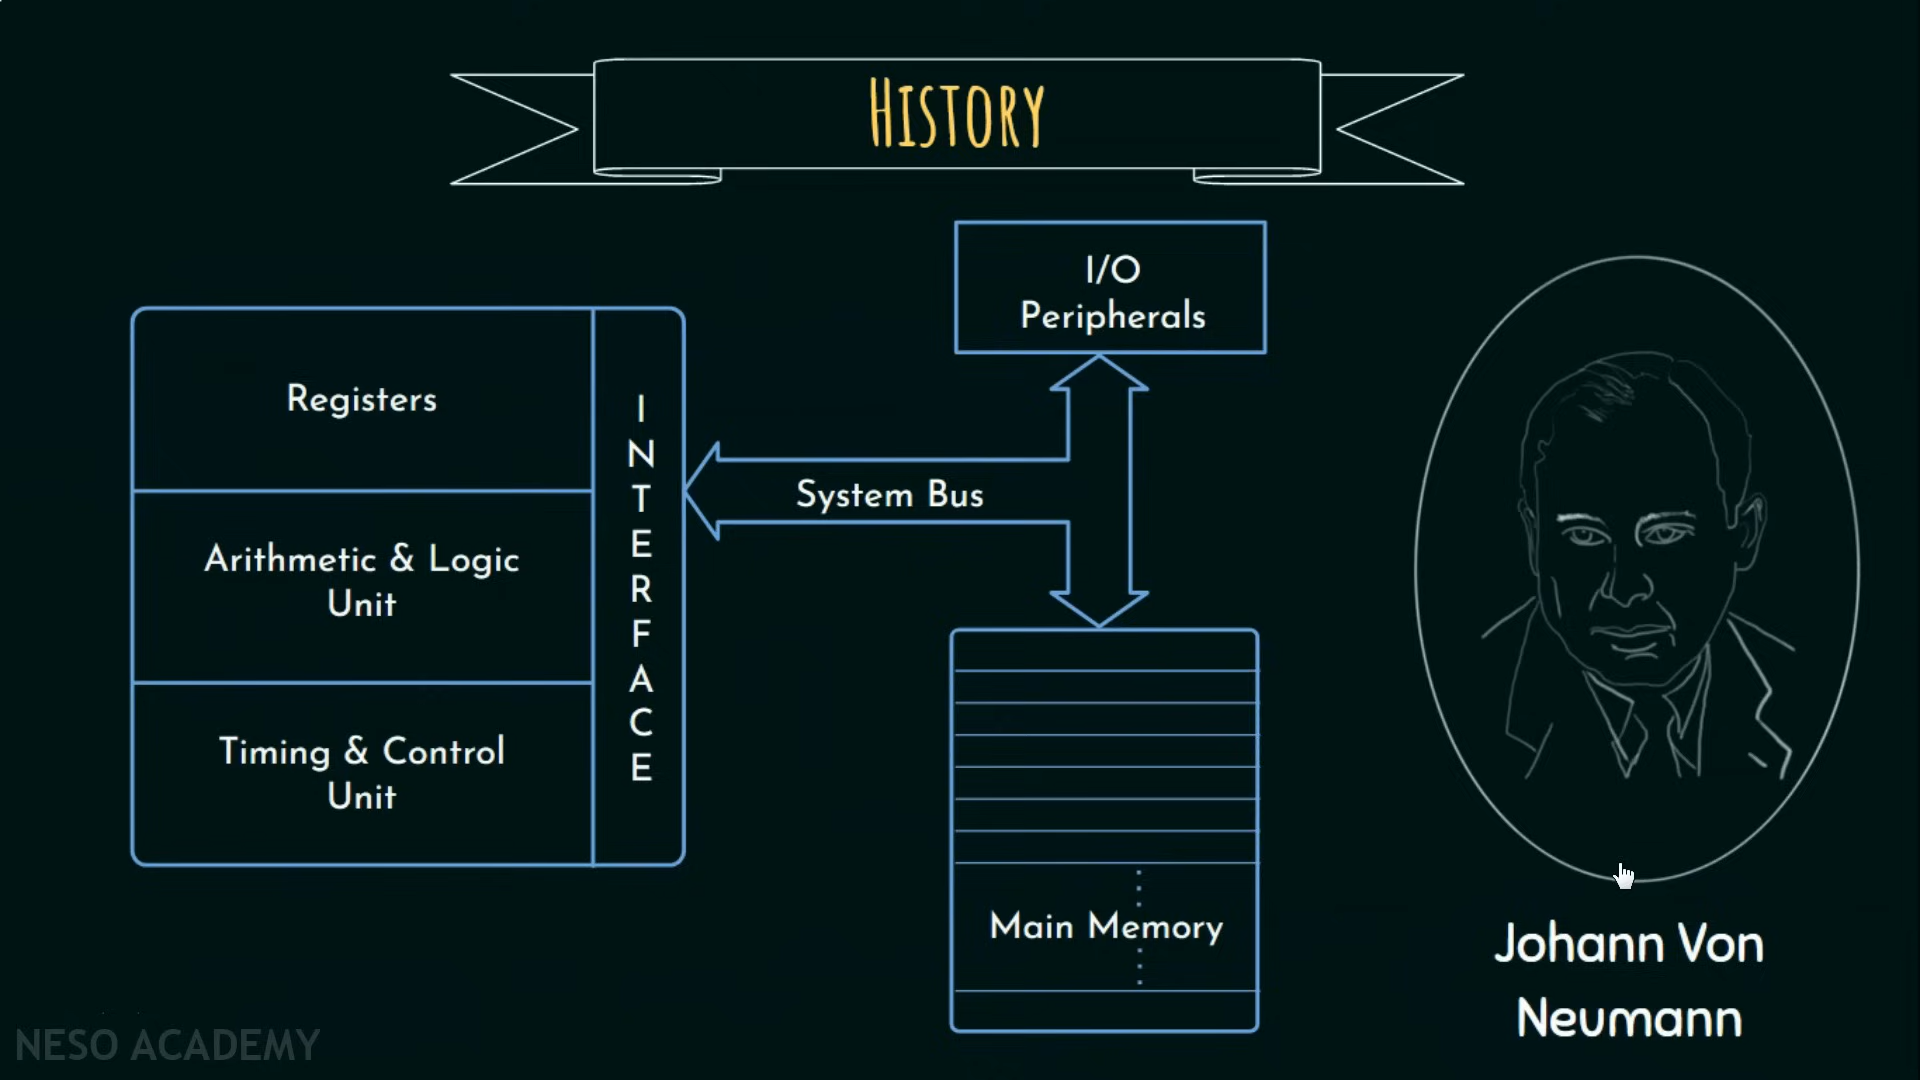 HISTORY
I/O
Peripherals
Registers
Arithmetic & Logic
Unit
Timing & Control
Unit
INTERFACE
System Bus
Main Memory
Johann Von
Neumann
NESO ACADEMY